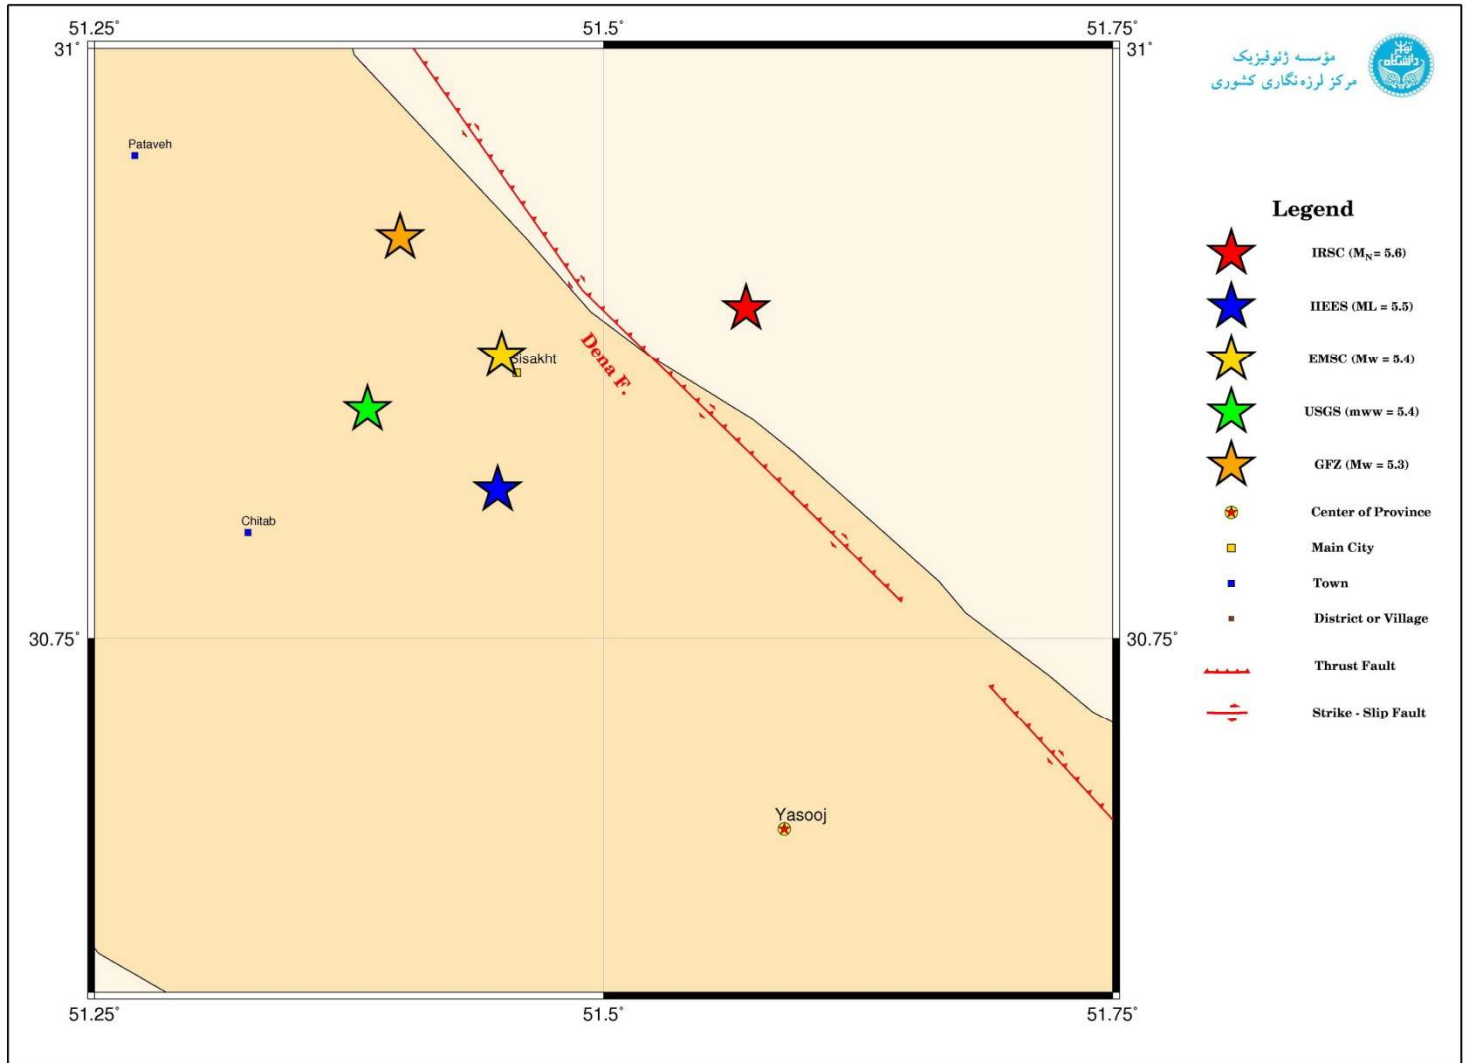 51.25°
51.5°
51.75°
31°
31°
مؤسسه ژئوفیزیک
مرکز لرزه نگاری کشوری
Pataveh
Legend
IRSC (MN= 5.6)
IIEES (ML = 5.5)
Sisakht
EMSC (Mw = 5.4)
Dena F.
USGS (mww = 5.4)
GFZ (Mw = 5.3)
Chitab
Center of Province
Main City
Town
District or Village
30.75°
30.75°
Thrust Fault
Strike - Slip Fault
Yasooj
51.25°
51.5°
51.75°